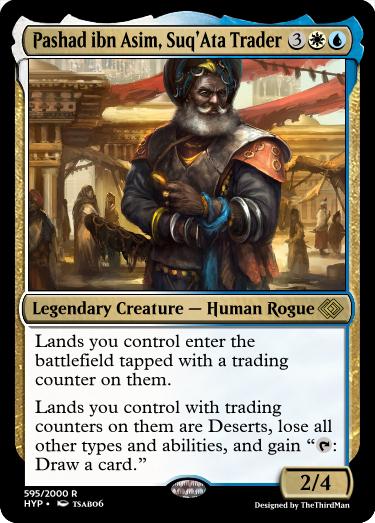 Pashad ibn Asim, Suq'Ata Trader 3
Legendary Creature — Human Rogue
Lands you control enter the
battlefield tapped with a trading
counter on them.
Lands you control with trading
counters on them are Deserts, lose all
other types and abilities, and gain “:
Draw a card.”
2/4
595/2000 R
HYP • TSABO6
Designed by TheThirdMan